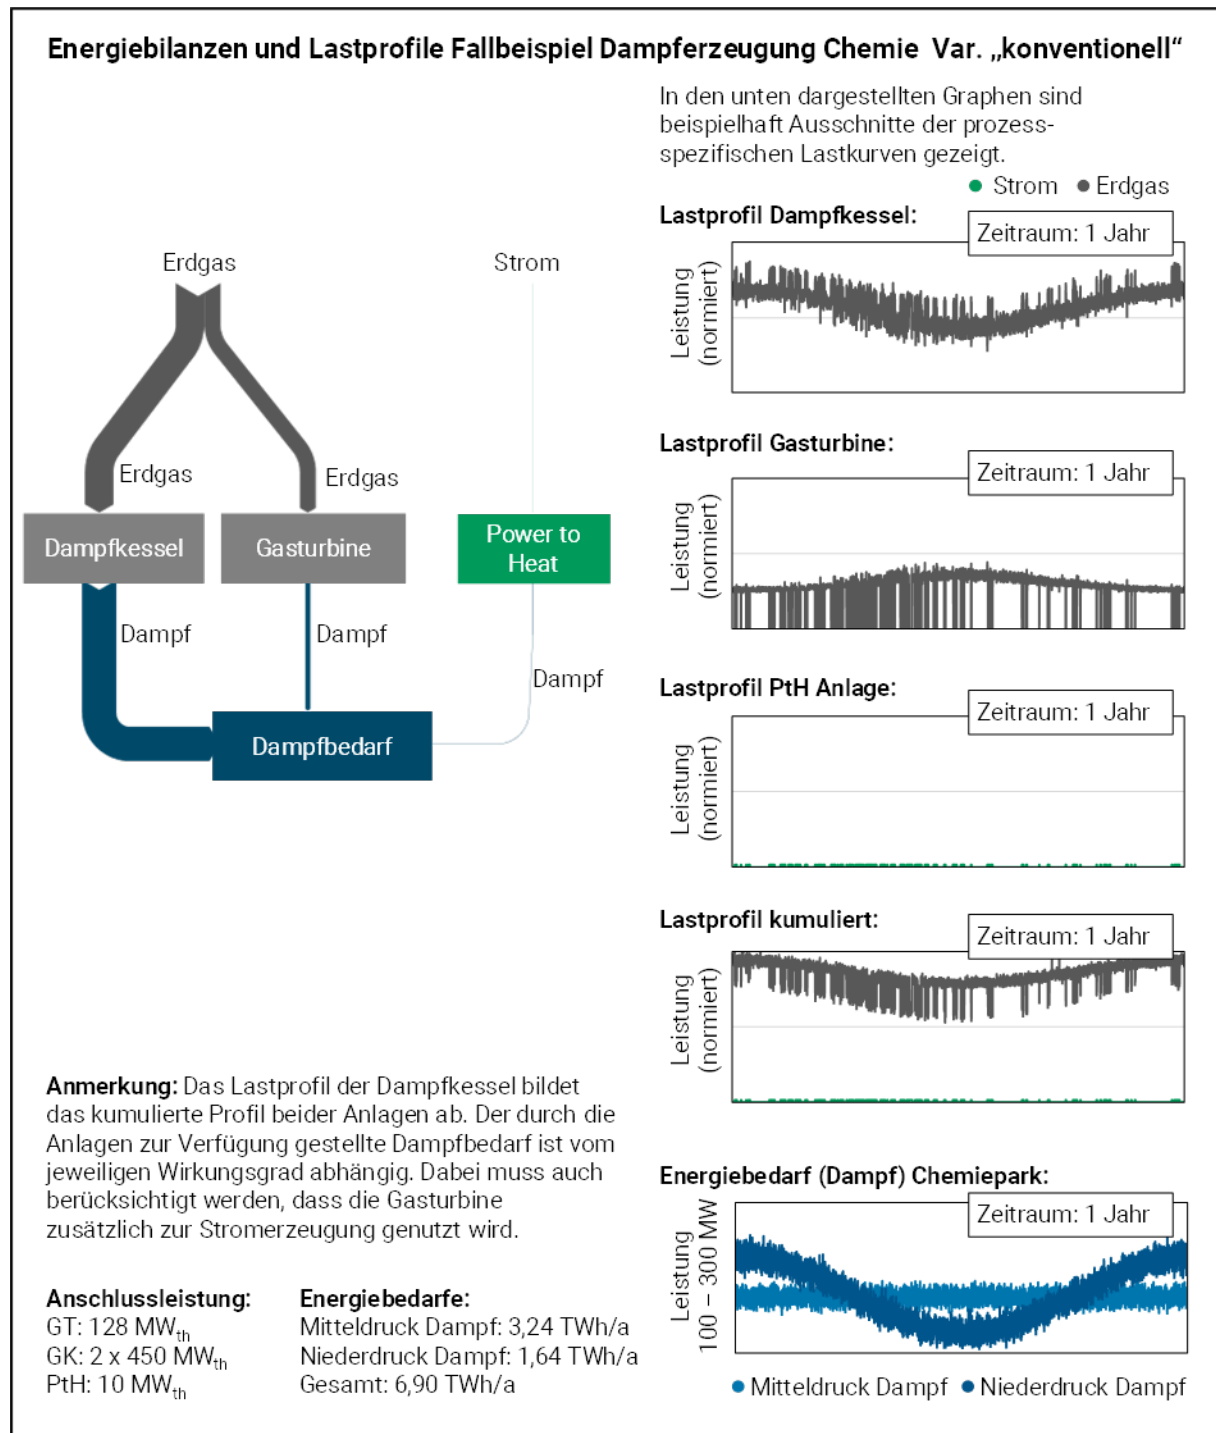 Energiebilanzen und Lastprofile Fallbeispiel Dampferzeugung Chemie Var. „konventionell“
In den unten dargestellten Graphen sind
beispielhaft Ausschnitte der prozess-
spezifischen Lastkurven gezeigt.
Strom Erdgas
Erdgas
Strom
Erdgas
Erdgas
Dampfkessel
Gasturbine
Power to
Heat
Dampf
Dampf
Dampf
Dampfbedarf
Lastprofil Dampfkessel:
Zeitraum: 1 Jahr
Leistung
(normiert)
Lastprofil Gasturbine:
Zeitraum: 1 Jahr
Leistung
(normiert)
Lastprofil PtH Anlage:
Zeitraum: 1 Jahr
Leistung
(normiert)
Lastprofil kumuliert:
Zeitraum: 1 Jahr
Leistung
(normiert)
Energiebedarf (Dampf) Chemiepark:
Zeitraum: 1 Jahr
Leistung
100 – 300 MW
Mitteldruck Dampf Niederdruck Dampf
Anmerkung: Das Lastprofil der Dampfkessel bildet
das kumulierte Profil beider Anlagen ab. Der durch die
Anlagen zur Verfügung gestellte Dampfbedarf ist vom
jeweiligen Wirkungsgrad abhängig. Dabei muss auch
berücksichtigt werden, dass die Gasturbine
zusätzlich zur Stromerzeugung genutzt wird.
Anschlussleistung:
GT: 128 MWth
GK: 2 x 450 MWth
PtH: 10 MWth
Energiebedarfe:
Mitteldruck Dampf: 3,24 TWh/a
Niederdruck Dampf: 1,64 TWh/a
Gesamt: 6,90 TWh/a